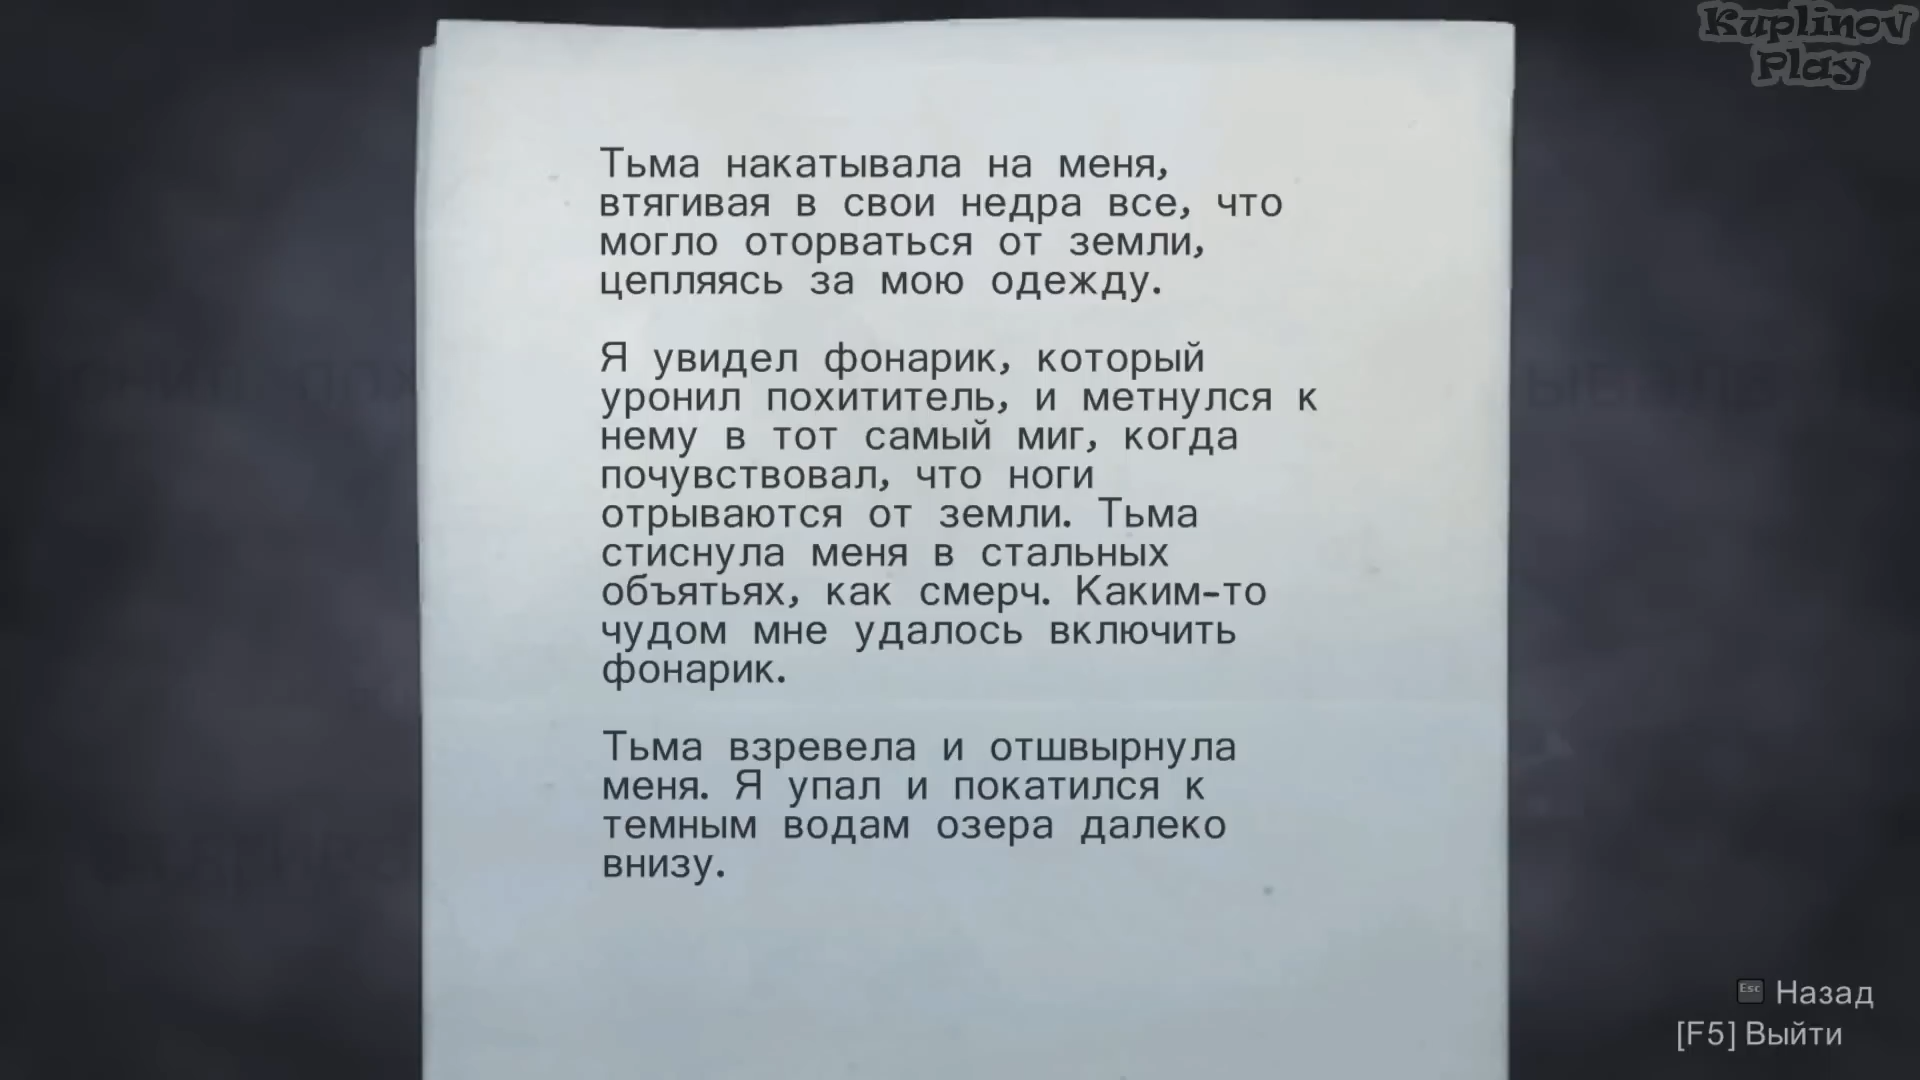 Kuplinov
Play
Тьма накатывала на меня,
втягивая в свои недра все, что
могло оторваться от земли,
цепляясь за мою одежду.
Я увидел фонарик, который
уронил похититель, и метнулся к
нему в тот самый миг, когда
почувствовал, что ноги
отрываются от земли. Тьма
стиснула меня в стальных
объятьях, как смерч. Каким-то
чудом мне удалось включить
фонарик.
Тьма взревела и отшвырнула
меня. Я упал и покатился к
темным водам озера далеко
внизу.
Esc Назад
[F5] Выйти